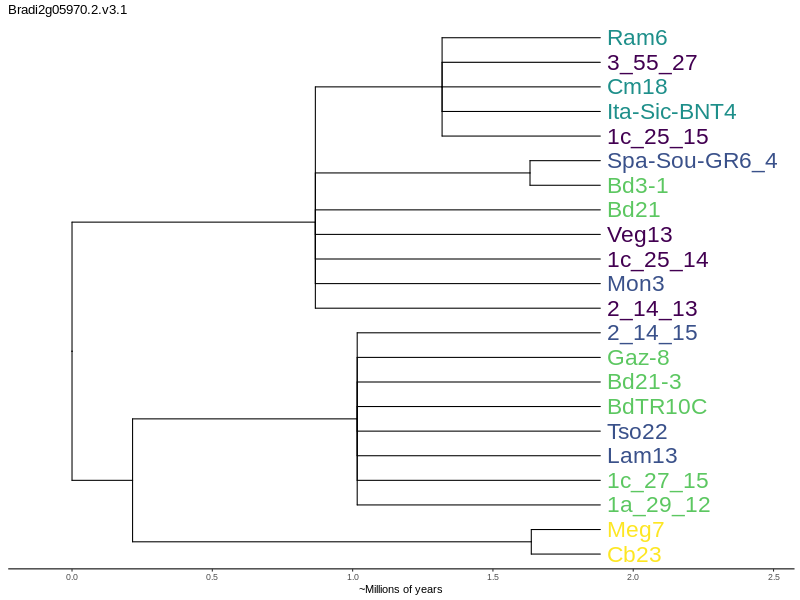 Bradi2g05970.2.v3.1
Ram6
3_55_27
Cm18
Ita-Sic-BNT4
1c_25_15
Spa-Sou-GR6_4
Bd3-1
Bd21
Veg13
1c_25_14
Mon3
2_14_13
2_14_15
Gaz-8
Bd21-3
BdTR10C
Tso22
Lam13
1c_27_15
1a_29_12
Meg7
Cb23
0.0 0.5 1.0 1.5 2.0 2.5
~Millions of years